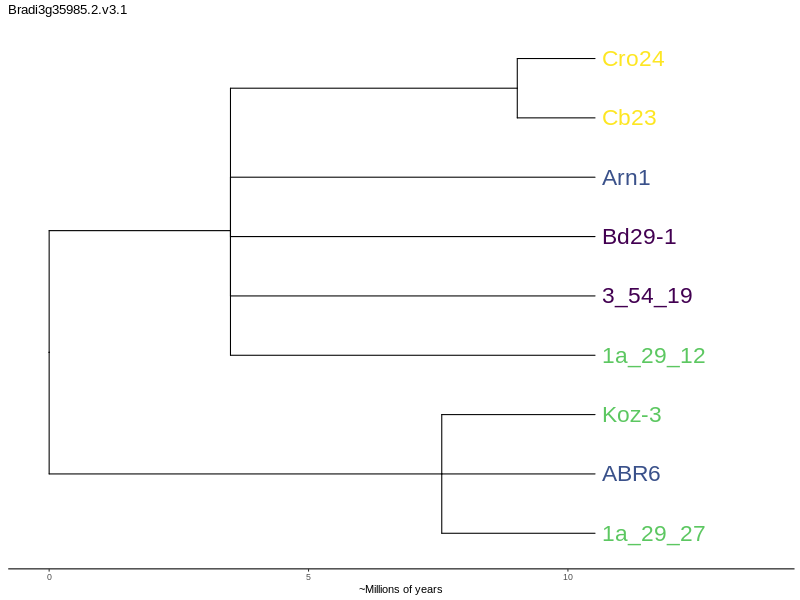 Bradi3g35985.2.v3.1
Cro24
Cb23
Arn1
Bd29-1
3_54_19
1a_29_12
Koz-3
ABR6
1a_29_27
0 5 10
~Millions of years